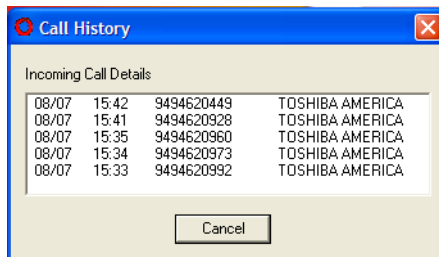 Call History
Incoming Call Details
08/07 15:42 9494620449 TOSHIBA AMERICA
08/07 15:41 9494620928 TOSHIBA AMERICA
08/07 15:35 9494620960 TOSHIBA AMERICA
08/07 15:34 9494620973 TOSHIBA AMERICA
08/07 15:33 9494620992 TOSHIBA AMERICA
Cancel